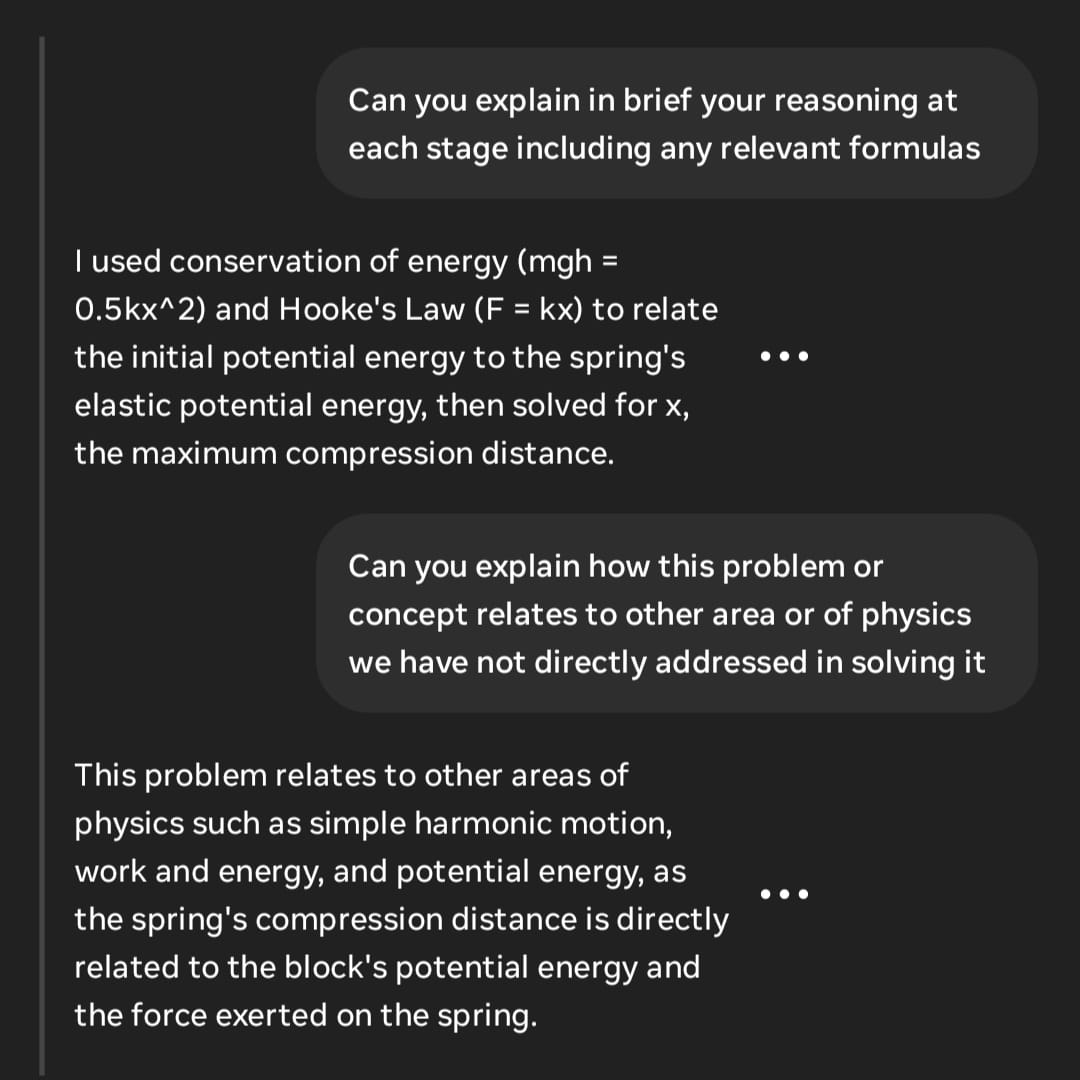 Can you explain in brief your reasoning at
each stage including any relevant formulas
I used conservation of energy (mgh =
0.5kx^2) and Hooke's Law (F = kx) to relate
the initial potential energy to the spring's
elastic potential energy, then solved for x,
the maximum compression distance.
Can you explain how this problem or
concept relates to other area or of physics
we have not directly addressed in solving it
This problem relates to other areas of
physics such as simple harmonic motion,
work and energy, and potential energy, as
the spring's compression distance is directly
related to the block's potential energy and
the force exerted on the spring.